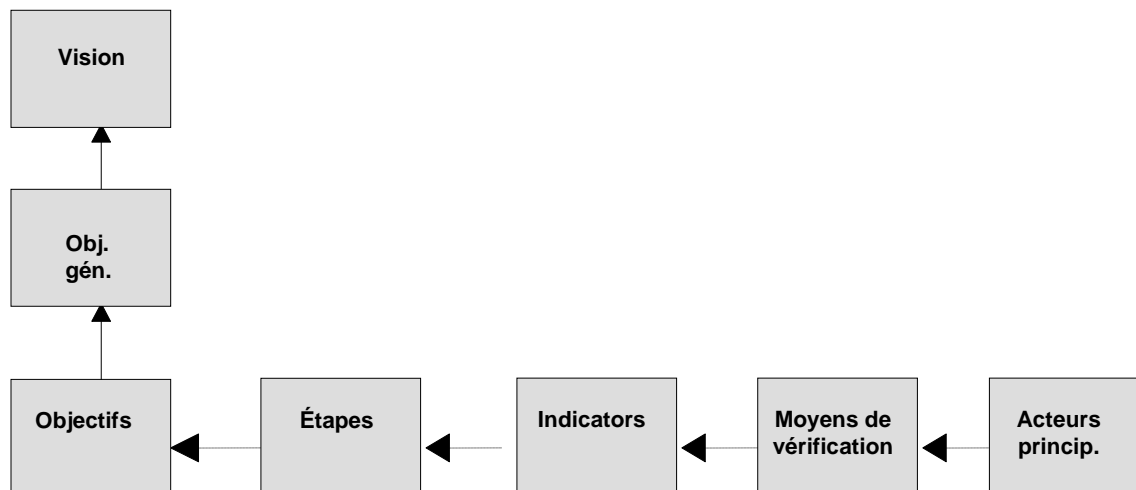 Vision
Obj.
gén.
Objectifs
Étapes
Indicators
Moyens de
vérification
Acteurs
princip.